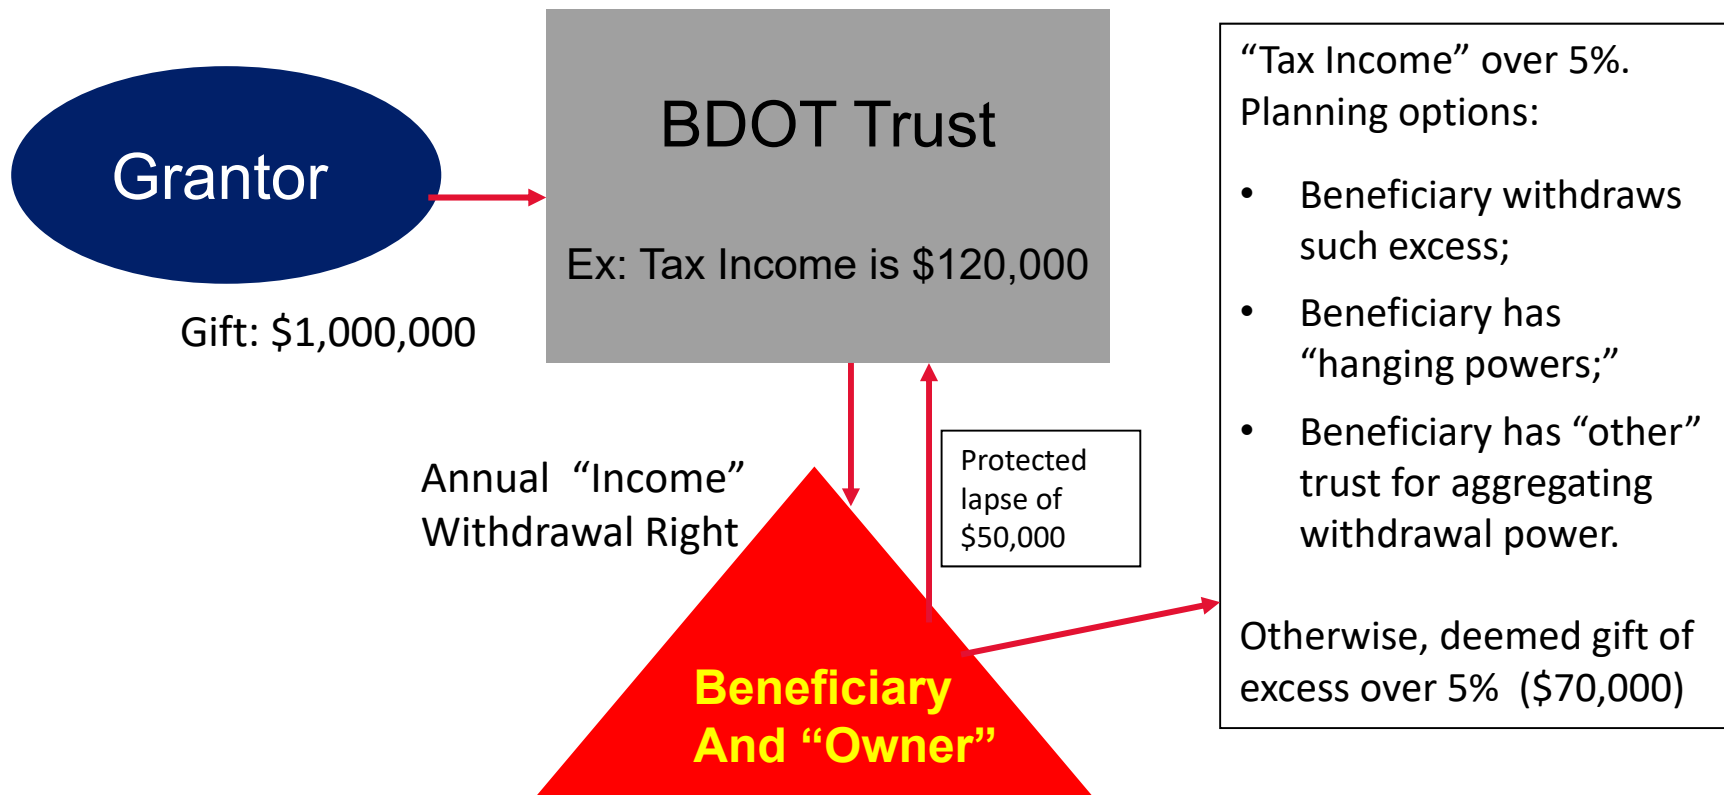 Grantor
Gift: $1,000,000
BDOT Trust
Ex: Tax Income is $120,000
Annual “Income”
Withdrawal Right
Protected
lapse of
$50,000
Beneficiary
And “Owner”
“Tax Income” over 5%.
Planning options:
• Beneficiary withdraws
such excess;
• Beneficiary has
“hanging powers;”
• Beneficiary has “other”
trust for aggregating
withdrawal power.
Otherwise, deemed gift of
excess over 5% ($70,000)